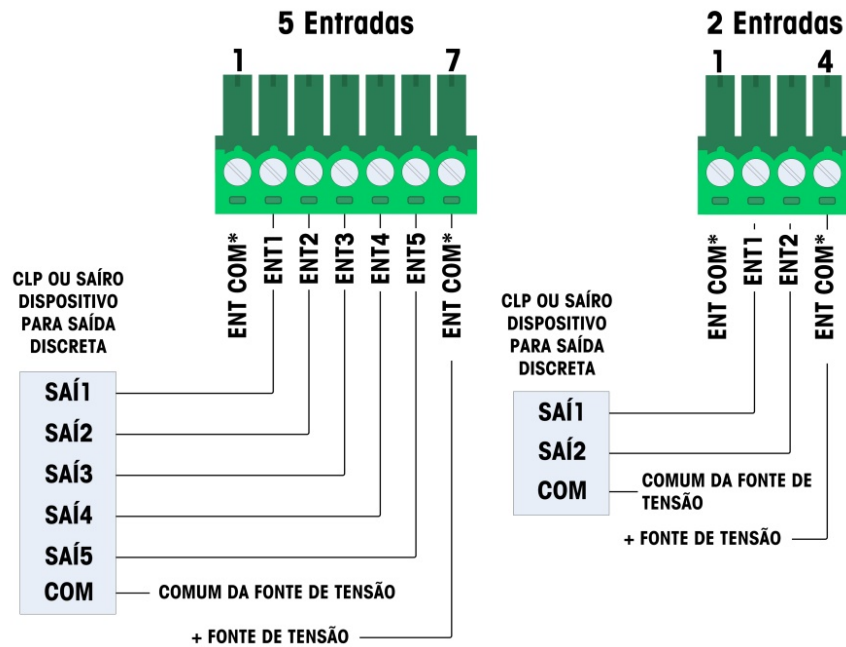 5 Entradas
1 7
ENT COM*
ENT1
ENT2
ENT3
ENT4
ENT5
ENT COM*
CLP OU SAÍRO
DISPOSITIVO
PARA SAÍDA
DISCRETA
SAÍ1
SAÍ2
SAÍ3
SAÍ4
SAÍ5
COM
COMUM DA FONTE DE TENSÃO
+ FONTE DE TENSÃO
2 Entradas
1 4
ENT COM*
ENT1
ENT2
ENT COM*
CLP OU SAÍRO
DISPOSITIVO
PARA SAÍDA
DISCRETA
SAÍ1
SAÍ2
COM
COMUM DA FONTE DE
TENSÃO
+ FONTE DE TENSÃO